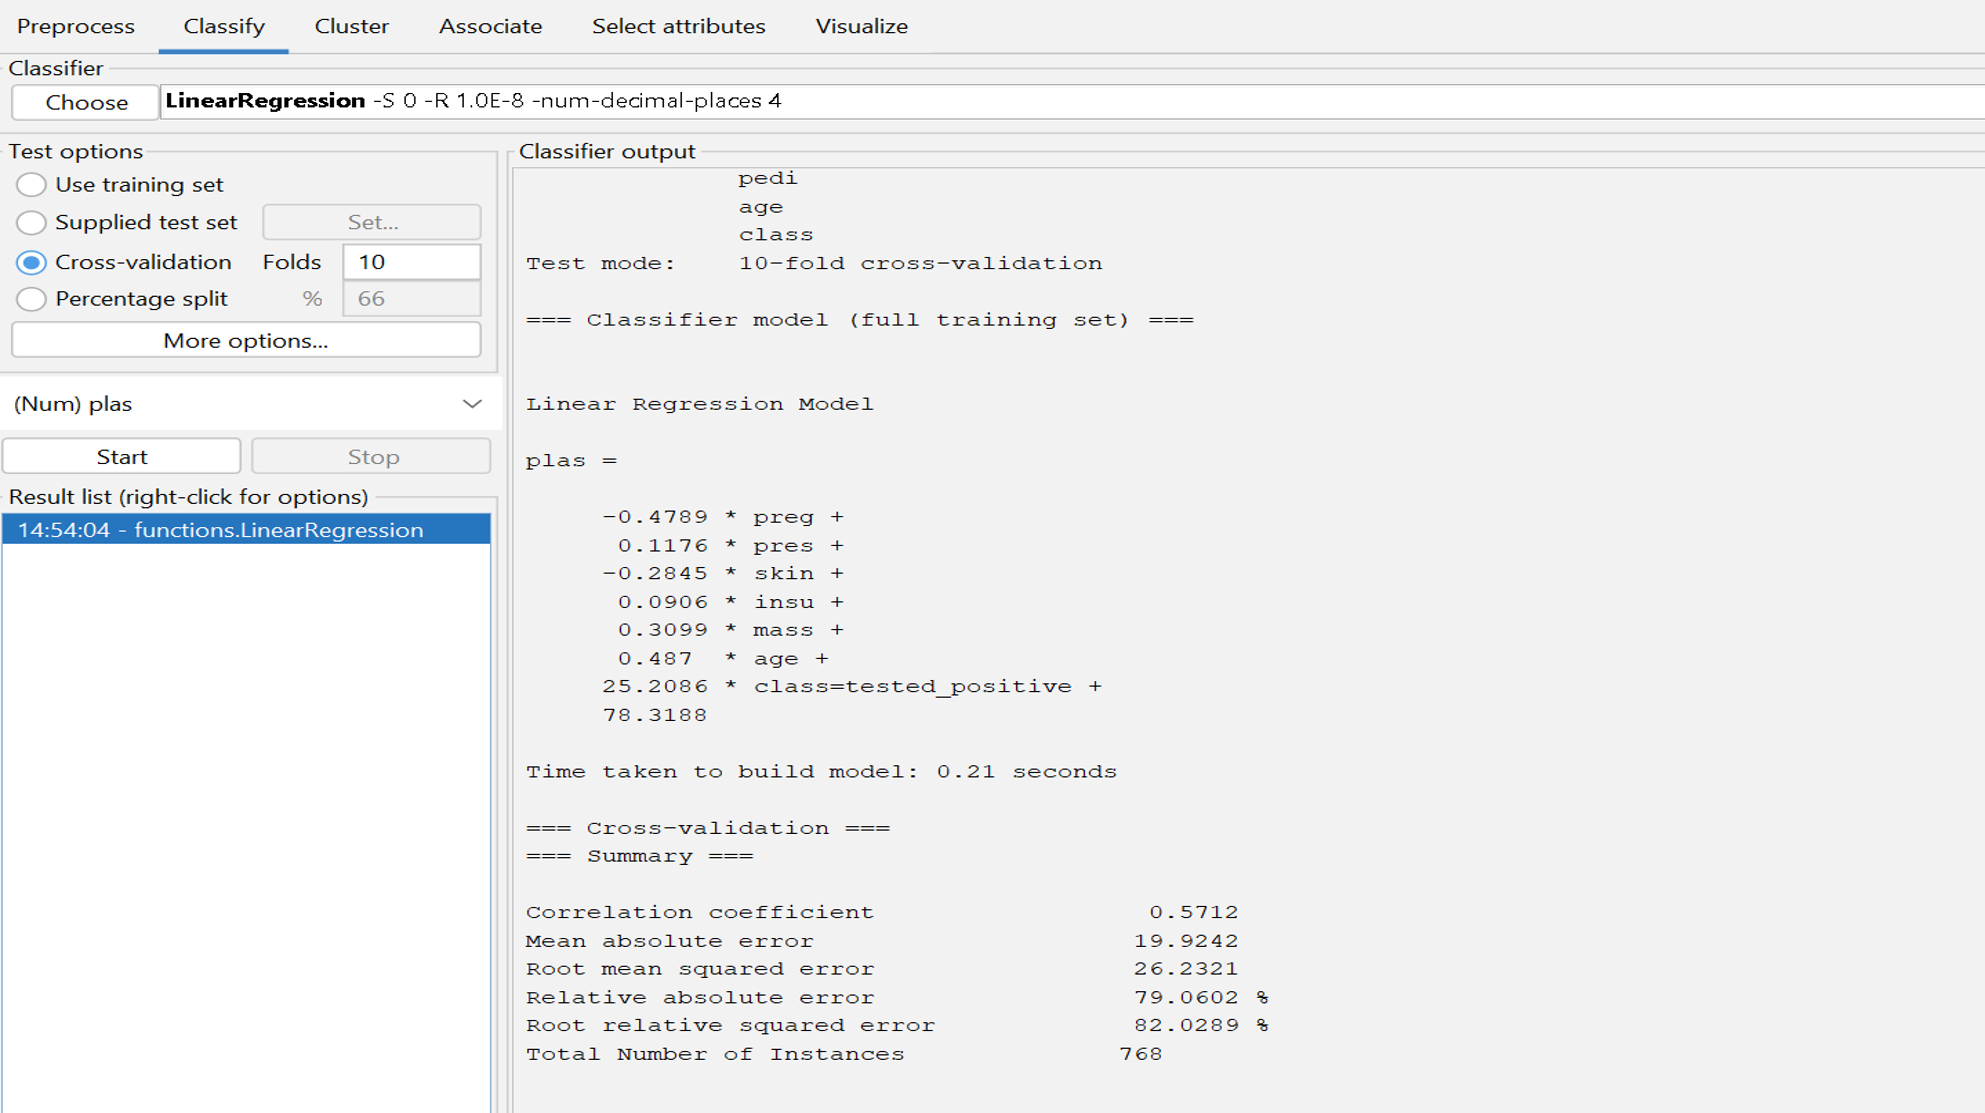 Preprocess Classify Cluster Associate Select attributes Visualize
Classifier
Choose LinearRegression -S 0 -R 1.0E-8 -num-decimal-places 4
Test options
Use training set
Supplied test set Set...
Cross-validation Folds 10
Percentage split % 66
More options...
(Num) plas
Start Stop
Result list (right-click for options)
14:54:04 - functions.LinearRegression
Classifier output
pedi
age
class
Test mode: 10-fold cross-validation
=== Classifier model (full training set) ===
Linear Regression Model
plas =
-0.4789 * preg +
0.1176 * pres +
-0.2845 * skin +
0.0906 * insu +
0.3099 * mass +
0.487 * age +
25.2086 * class=tested_positive +
78.3188
Time taken to build model: 0.21 seconds
=== Cross-validation ===
=== Summary ===
Correlation coefficient 0.5712
Mean absolute error 19.9242
Root mean squared error 26.2321
Relative absolute error 79.0602 %
Root relative squared error 82.0289 %
Total Number of Instances 768